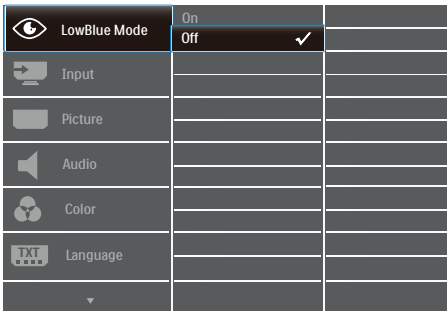 LowBlue Mode
On
Off
Input
Picture
Audio
Color
TXT
Language